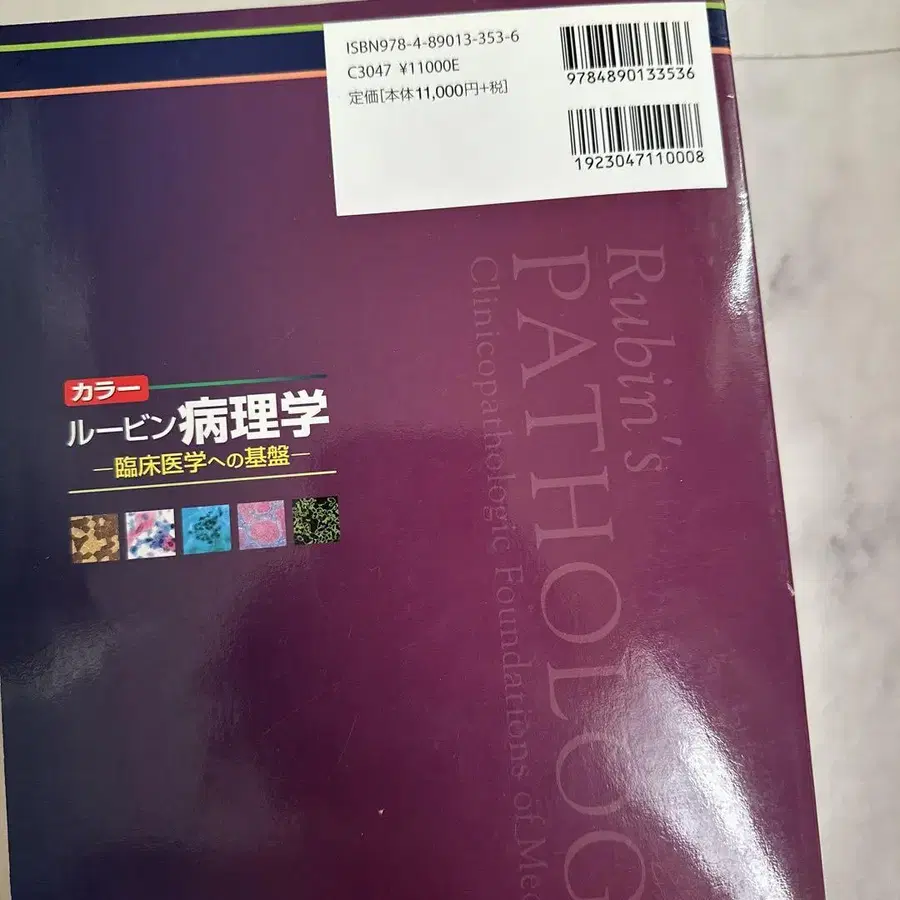 ISBN978-4-89013-353-6
C3047 ¥11000E
定価[本体11,000円+税]
9784890133536
1923047110008
カラー
ルービン病理学
―臨床医学への基盤―
Rubin's
PATHOLOG
Clinicopathologic Foundations of Med